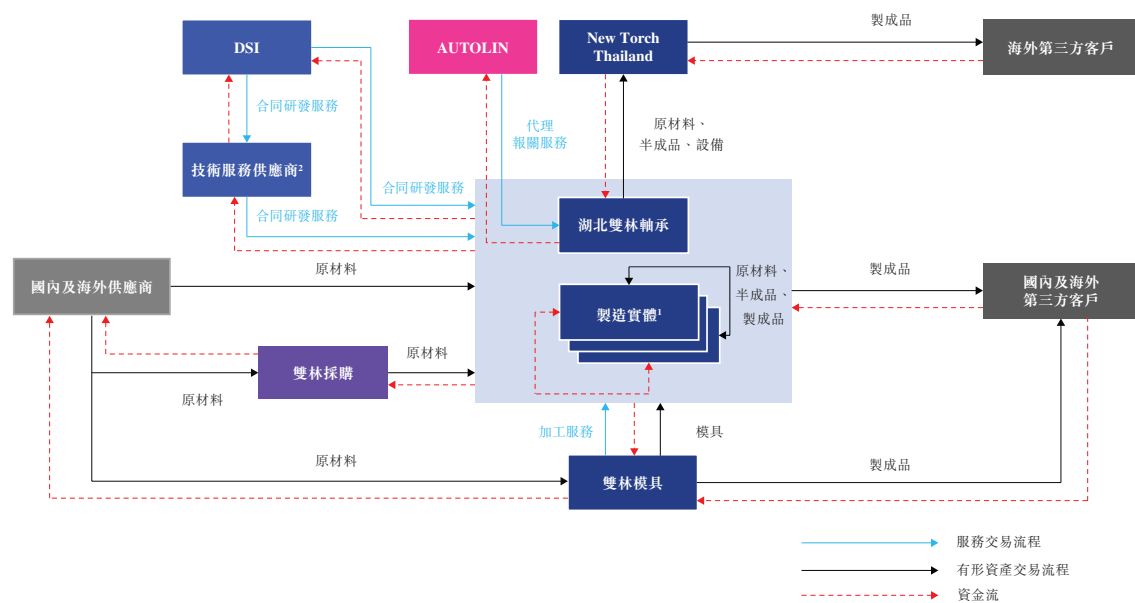 製成品
DSI
AUTOLIN
New Torch
Thailand
海外第三方客戶
合同研發服務
代理
報關服務
原材料、
半成品、設備
技術服務供應商²
合同研發服務
合同研發服務
湖北雙林軸承
原材料
原材料、
半成品、
製成品
製成品
國內及海外供應商
國內及海外
第三方客戶
製造實體¹
原材料
雙林採購
原材料
加工服務
模具
原材料
製成品
雙林模具
服務交易流程
有形資產交易流程
資金流